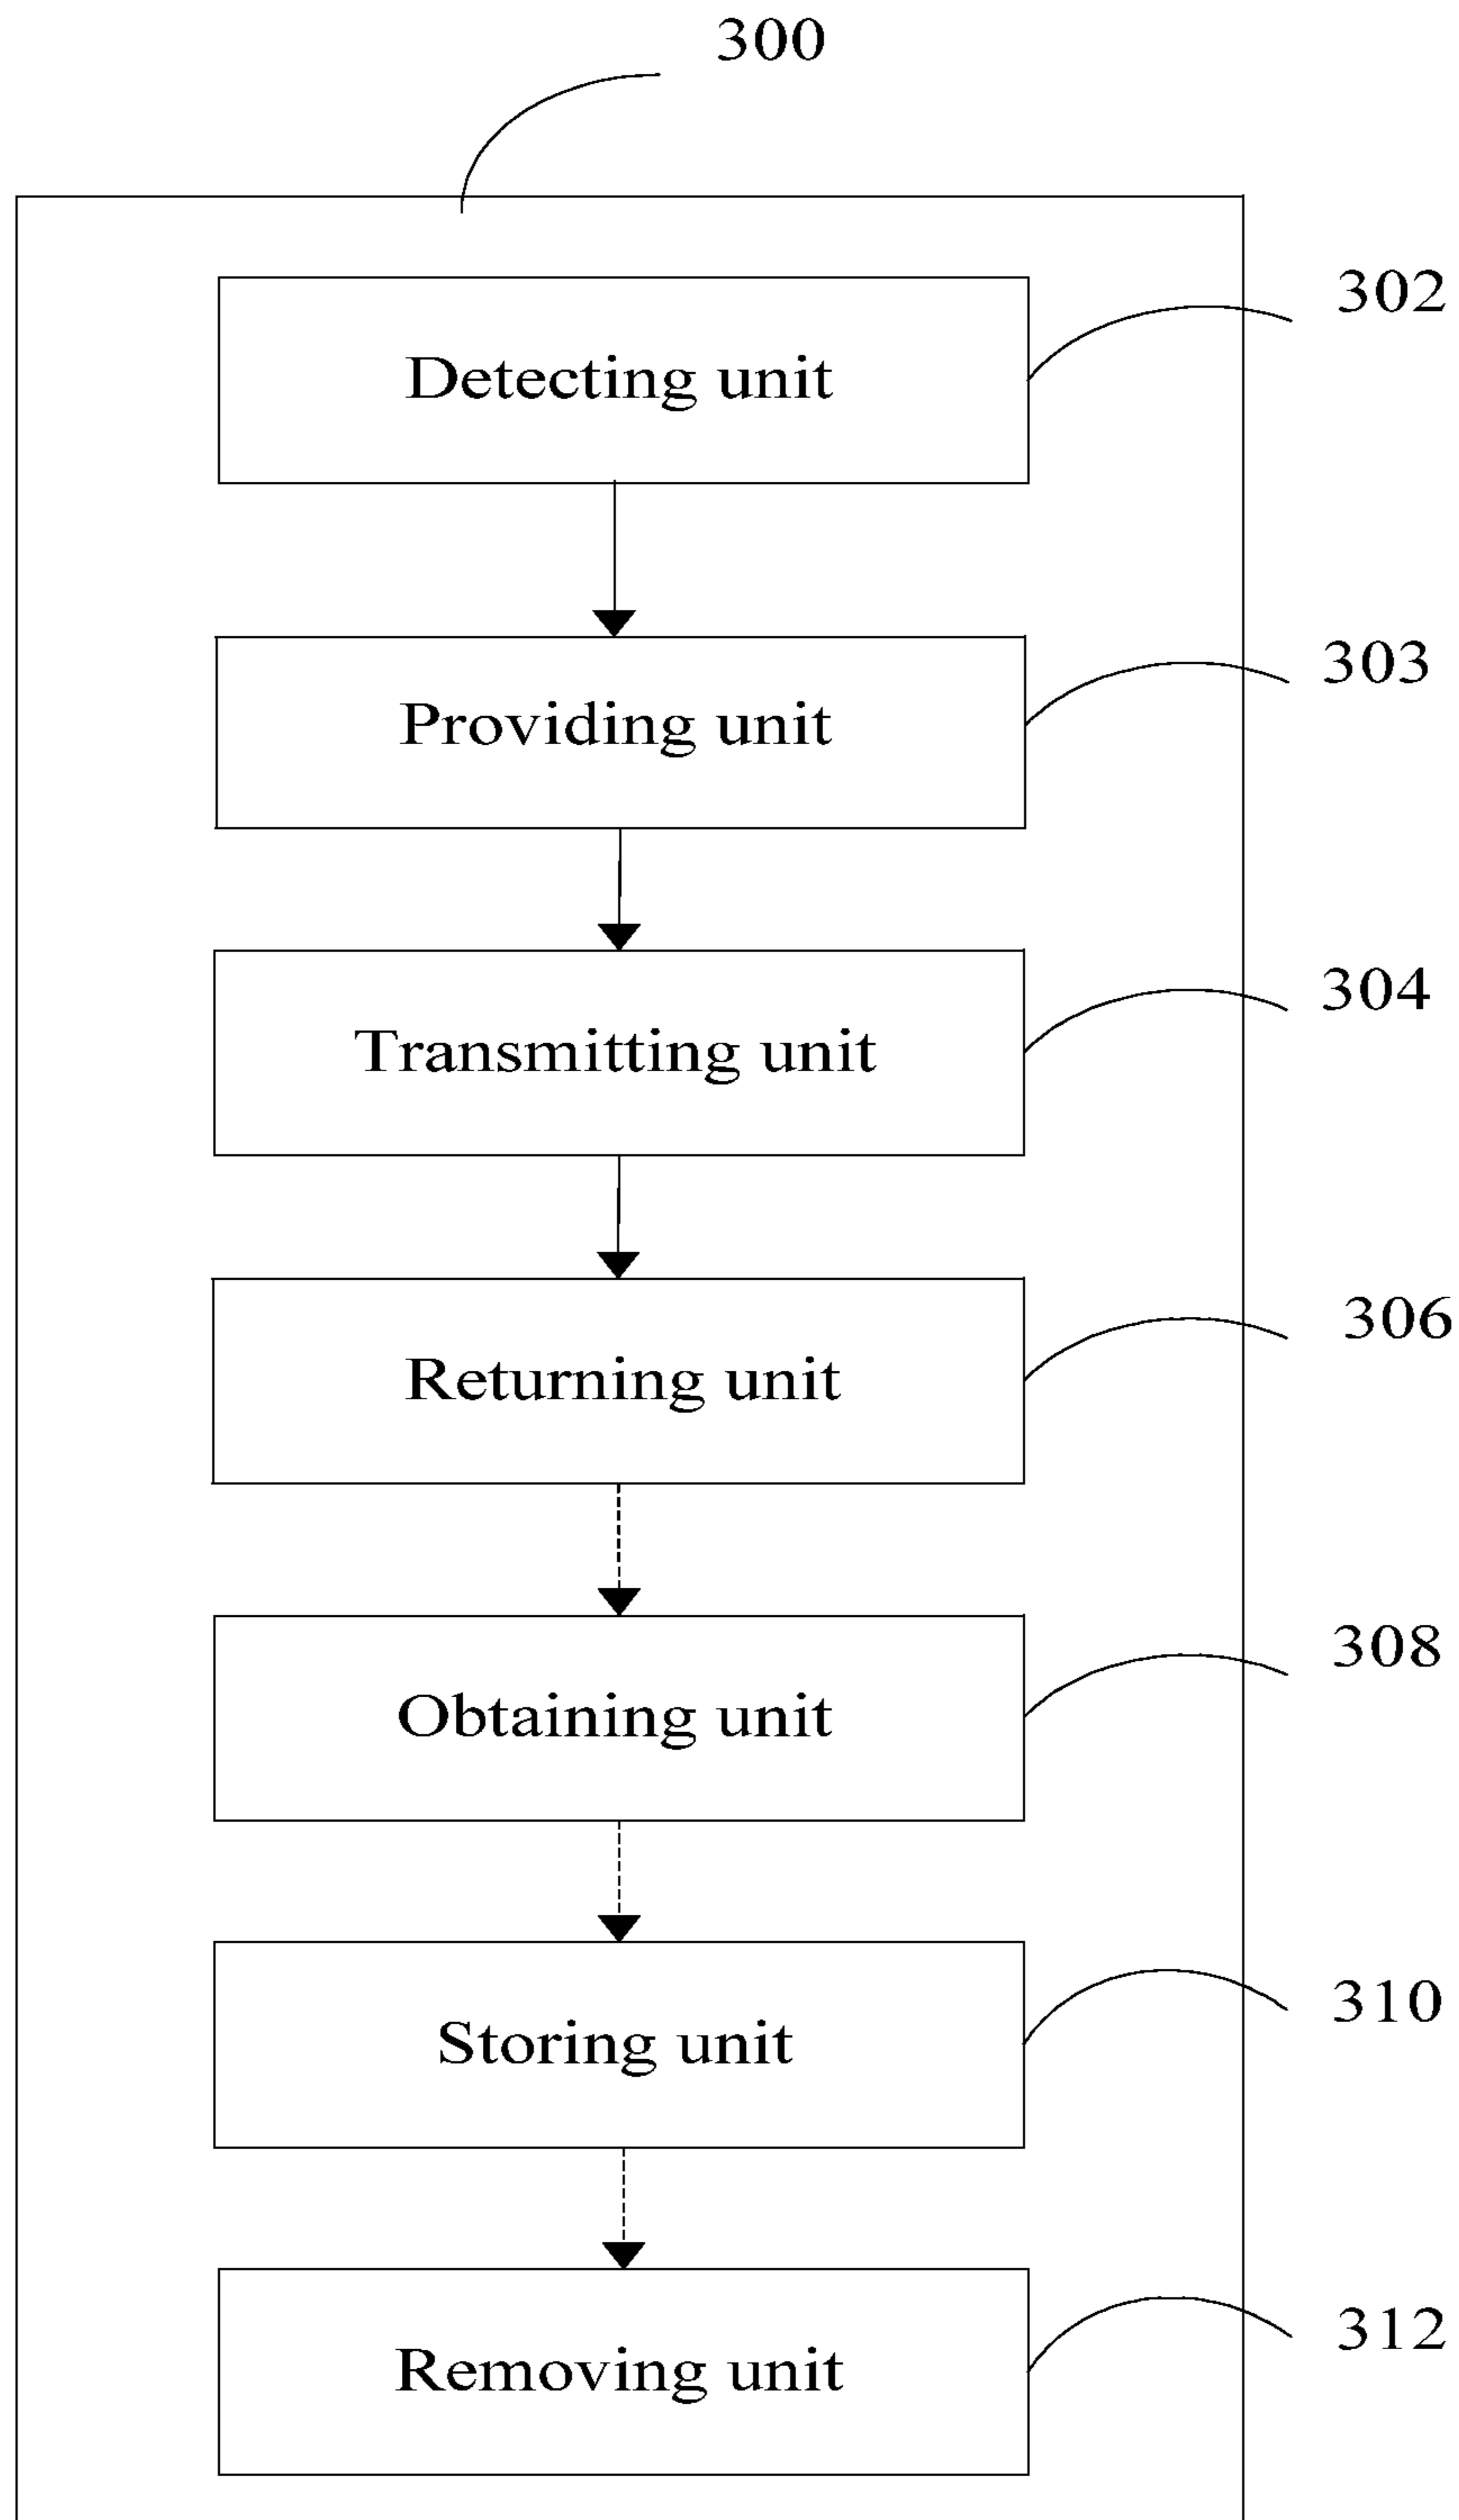 300
302
Detecting unit
303
Providing unit
304
Transmitting unit
306
Returning unit
308
Obtaining unit
310
Storing unit
312
Removing unit